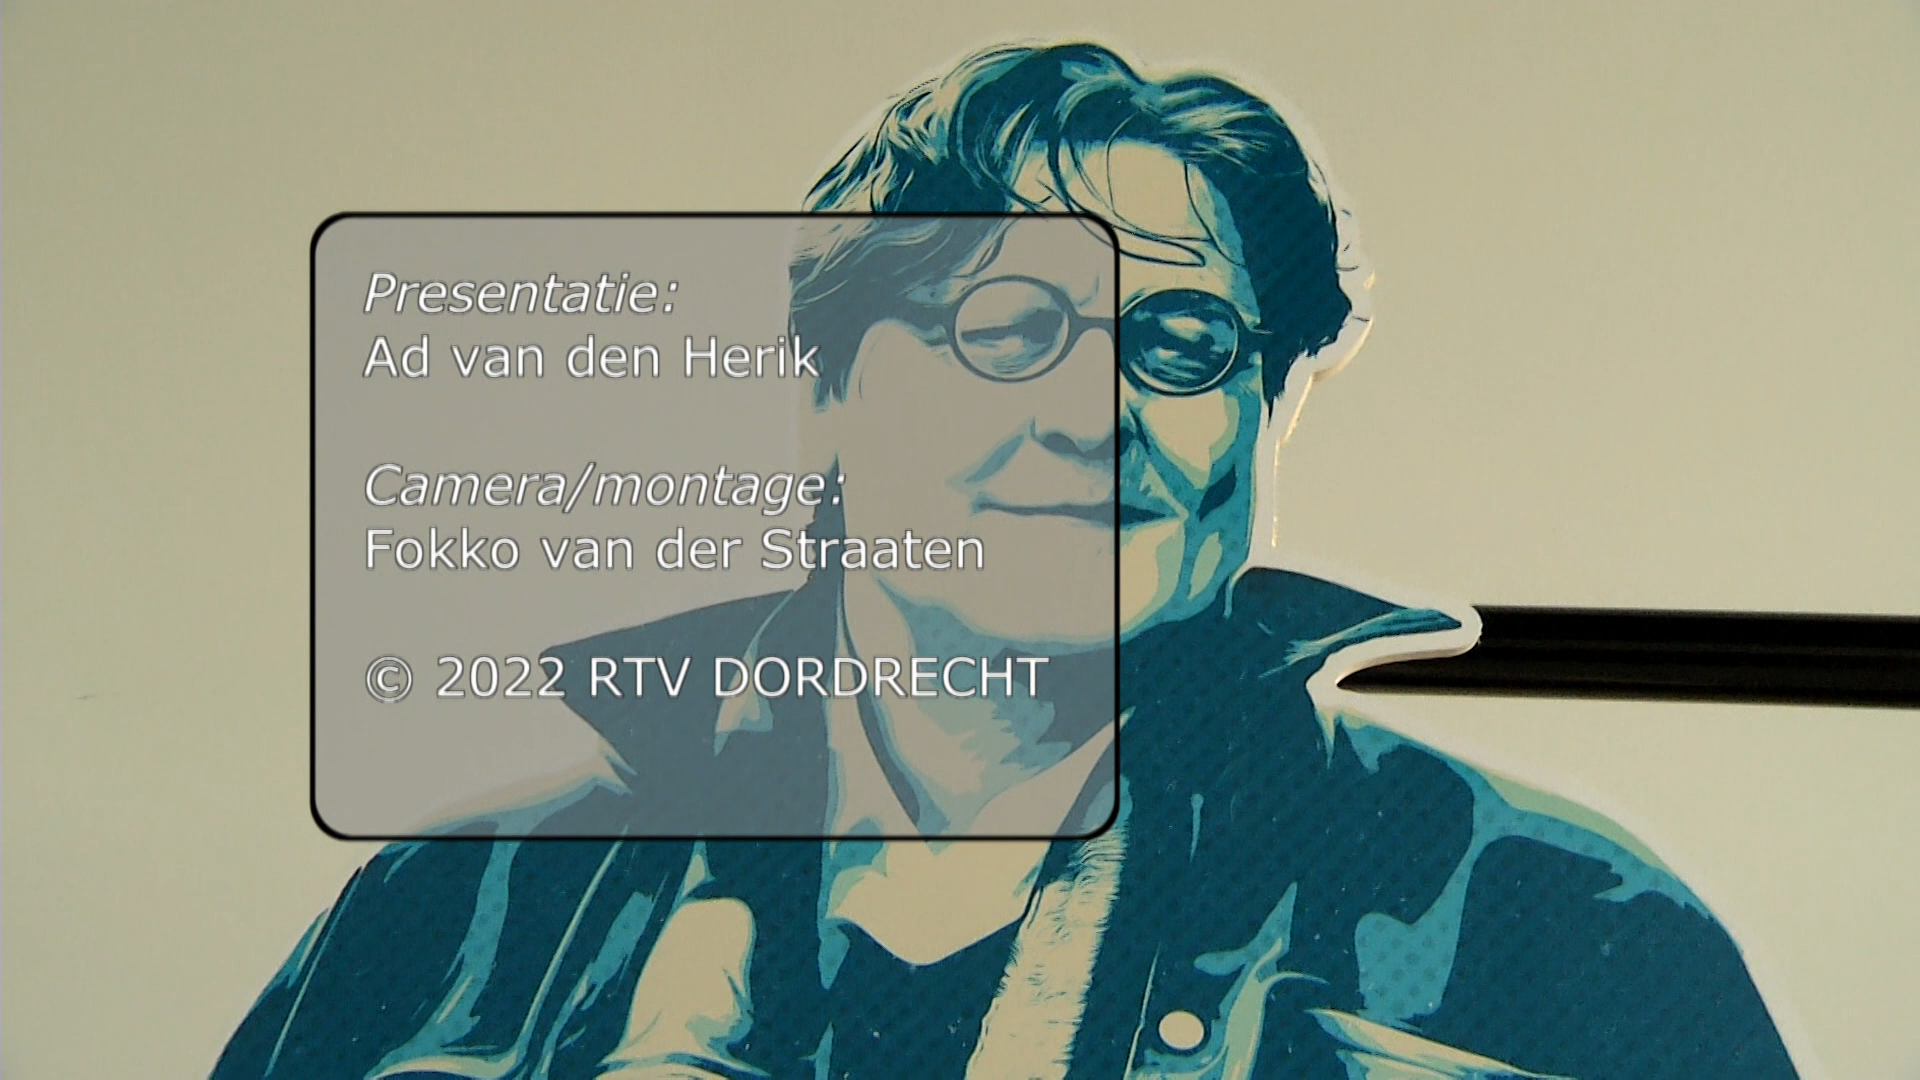 Presentatie:
Ad van den Herik
Camera/montage:
Fokko van der Straaten
© 2022 RTV DORDRECHT